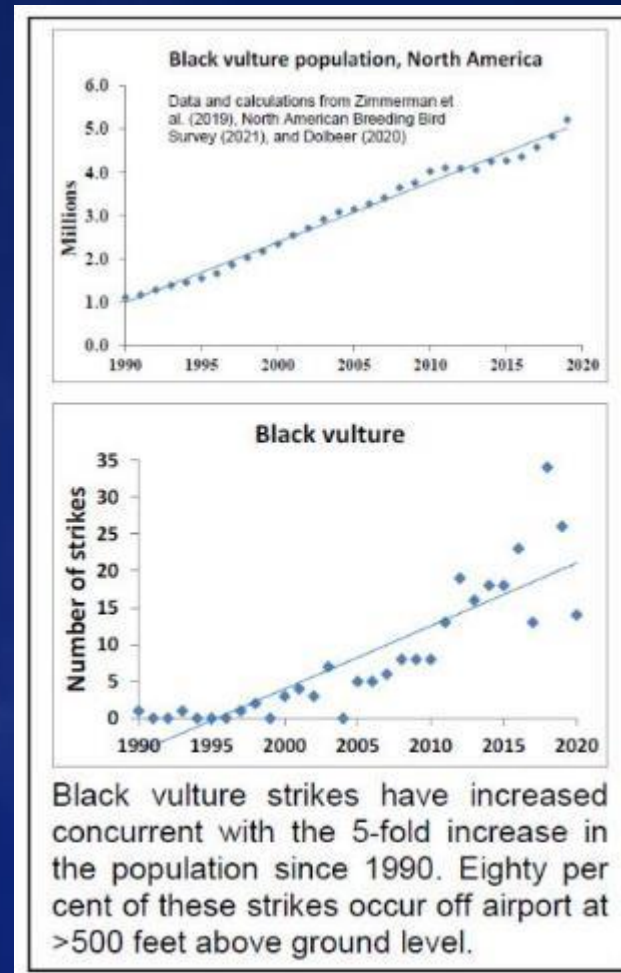 Black vulture population, North America
Data and calculations from Zimmerman et
al. (2019), North American Breeding Bird
Survey (2021), and Dolbeer (2020)
Millions
6.0
5.0
4.0
3.0
2.0
1.0
0.0
1990 1995 2000 2005 2010 2015 2020
Black vulture
Number of strikes
35
30
25
20
15
10
5
0
1990 1995 2000 2005 2010 2015 2020
Black vulture strikes have increased
concurrent with the 5-fold increase in
the population since 1990. Eighty per
cent of these strikes occur off airport at
>500 feet above ground level.